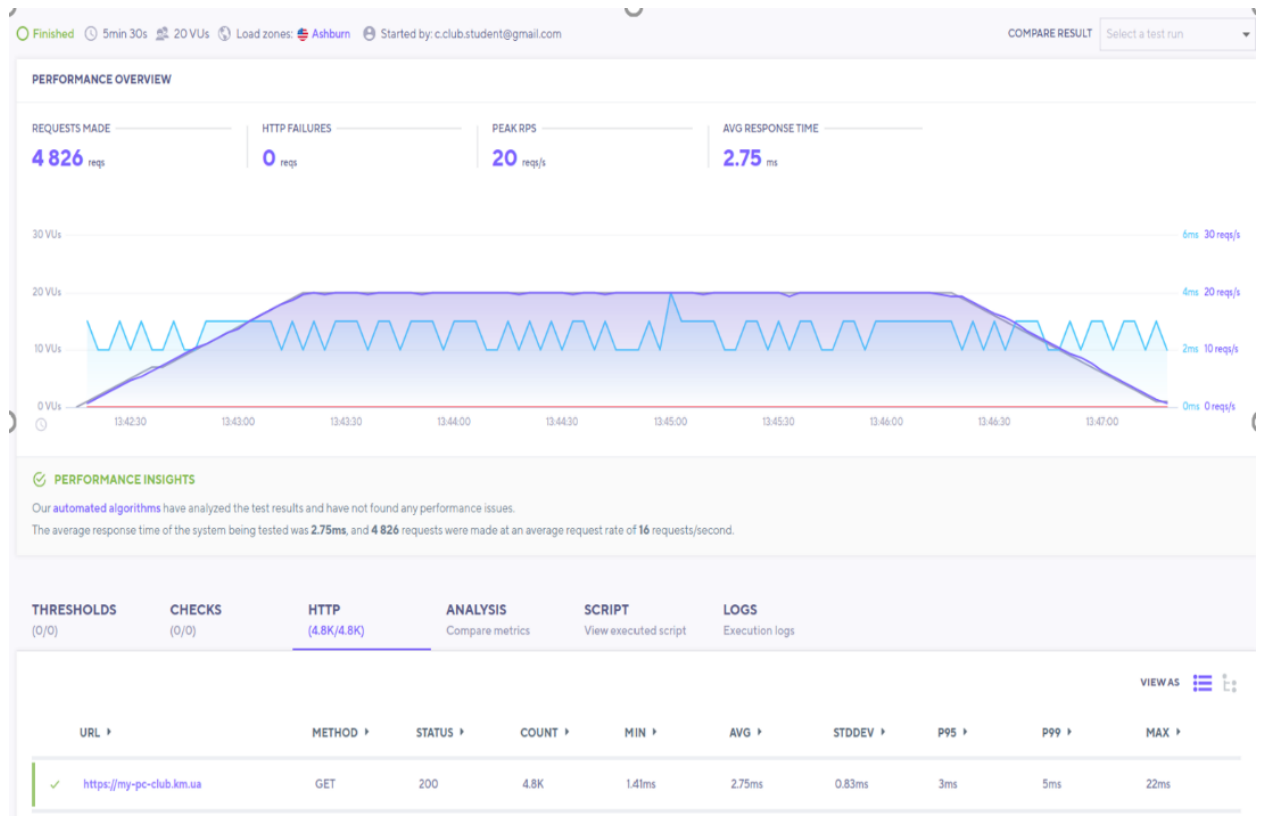 Finished 5min 30s 20 VUs Load zones: Ashburn Started by: c.club.student@gmail.com COMPARE RESULT Select a test run
PERFORMANCE OVERVIEW
REQUESTS MADE HTTP FAILURES PEAK RPS AVG RESPONSE TIME
4 826 reqs 0 reqs 20 reqs/s 2.75 ms
30 VUs 6ms 30 reqs/s
20 VUs 4ms 20 reqs/s
10 VUs 2ms 10 reqs/s
0 VUs 0ms 0 reqs/s
13:42:30 13:43:00 13:43:30 13:44:00 13:44:30 13:45:00 13:45:30 13:46:00 13:46:30 13:47:00
PERFORMANCE INSIGHTS
Our automated algorithms have analyzed the test results and have not found any performance issues.
The average response time of the system being tested was 2.75ms, and 4 826 requests were made at an average request rate of 16 requests/second.
THRESHOLDS CHECKS HTTP ANALYSIS SCRIPT LOGS
(0/0) (0/0) (4.8K/4.8K) Compare metrics View executed script Execution logs
VIEW AS
URL METHOD STATUS COUNT MIN AVG STDDEV P95 P99 MAX
https://my-pc-club.km.ua GET 200 4.8K 1.41ms 2.75ms 0.83ms 3ms 5ms 22ms